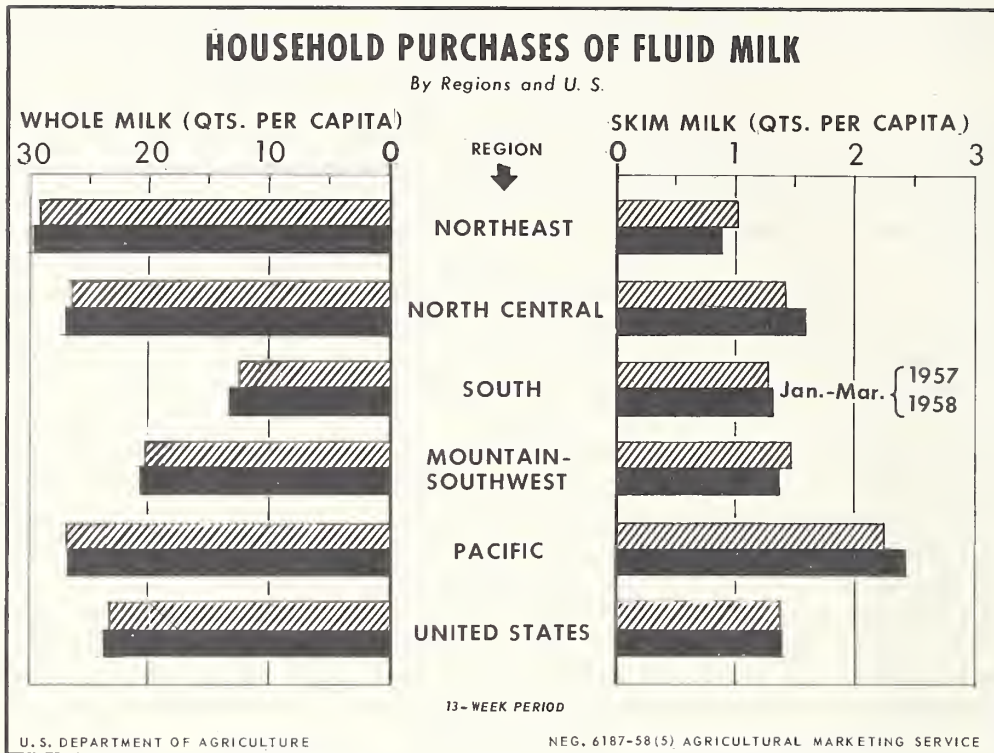 HOUSEHOLD PURCHASES OF FLUID MILK
By Regions and U. S.
WHOLE MILK (QTS. PER CAPITA)
30 20 10 0
REGION
SKIM MILK (QTS. PER CAPITA)
0 1 2 3
NORTHEAST
NORTH CENTRAL
SOUTH
Jan.-Mar. { 1957
1958
MOUNTAIN-
SOUTHWEST
PACIFIC
UNITED STATES
13-WEEK PERIOD
U. S. DEPARTMENT OF AGRICULTURE
NEG. 6187-58(5) AGRICULTURAL MARKETING SERVICE